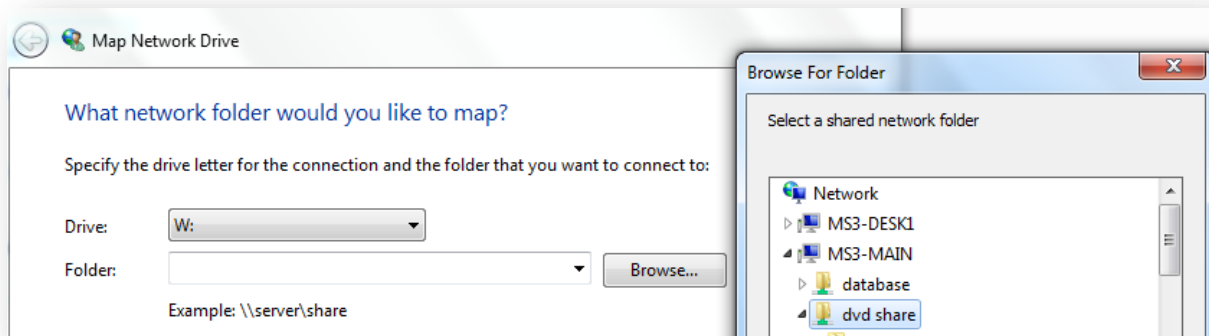 Map Network Drive
What network folder would you like to map?
Specify the drive letter for the connection and the folder that you want to connect to:
Drive: W:
Folder: Browse...
Example: \\server\share
Browse For Folder
Select a shared network folder
Network
MS3-DESK1
MS3-MAIN
database
dvd share